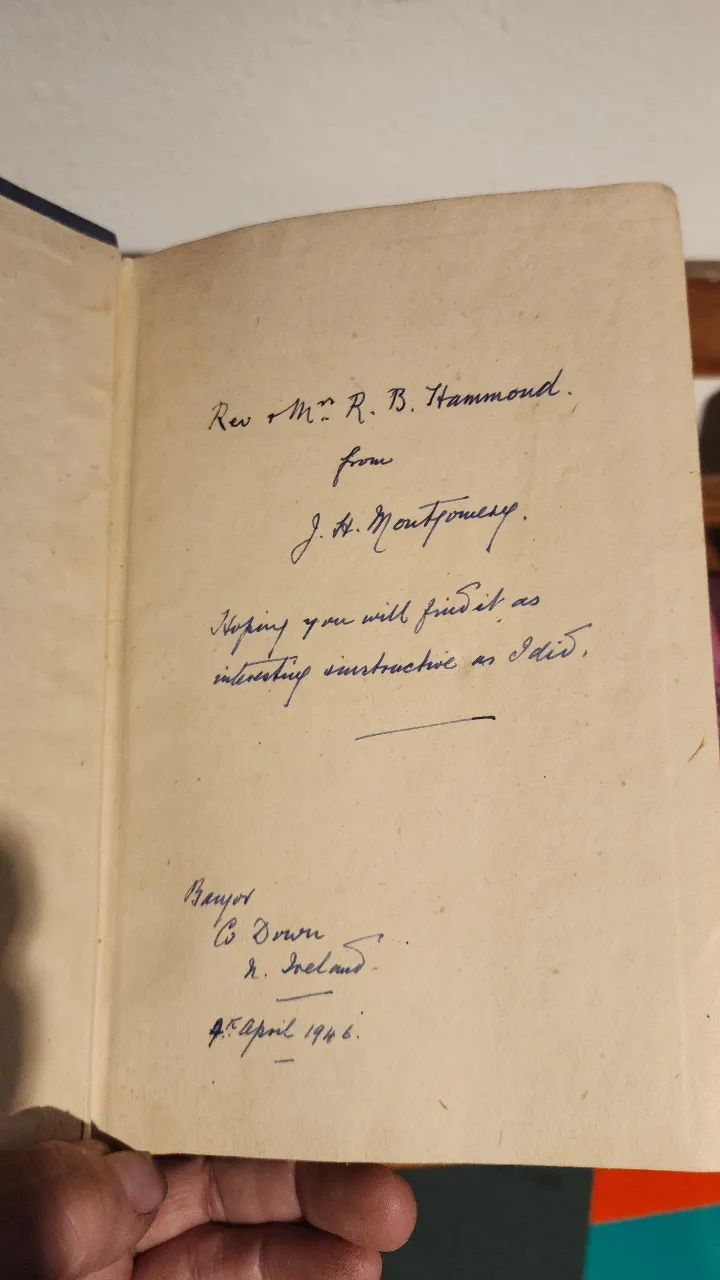 Rev & Mrs R. B. Hammond.
from
J. H. Montgomery.
Hoping you will find it as
interesting & instructive as I did.
Bangor
Co Down
N. Ireland.
April 1946.